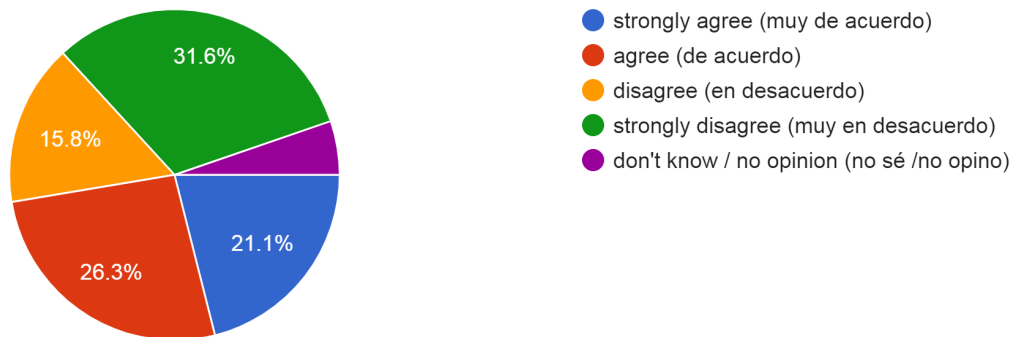 31.6%
15.8%
21.1%
26.3%
strongly agree (muy de acuerdo)
agree (de acuerdo)
disagree (en desacuerdo)
strongly disagree (muy en desacuerdo)
don't know / no opinion (no sé /no opino)